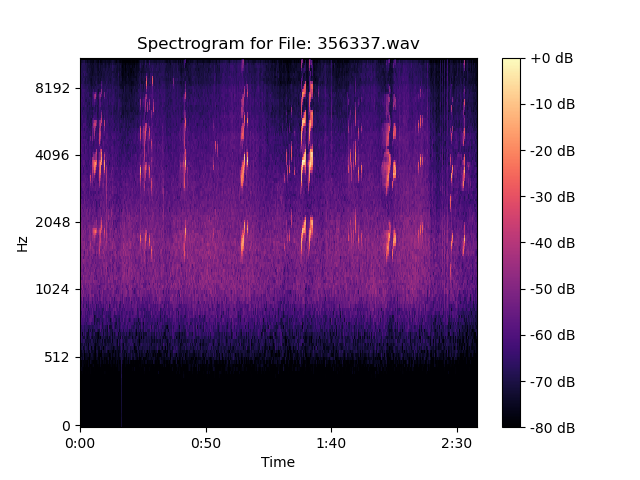 Spectrogram for File: 356337.wav
Hz
8192
4096
2048
1024
512
0
0:00
0:50
1:40
2:30
Time
+0 dB
-10 dB
-20 dB
-30 dB
-40 dB
-50 dB
-60 dB
-70 dB
-80 dB